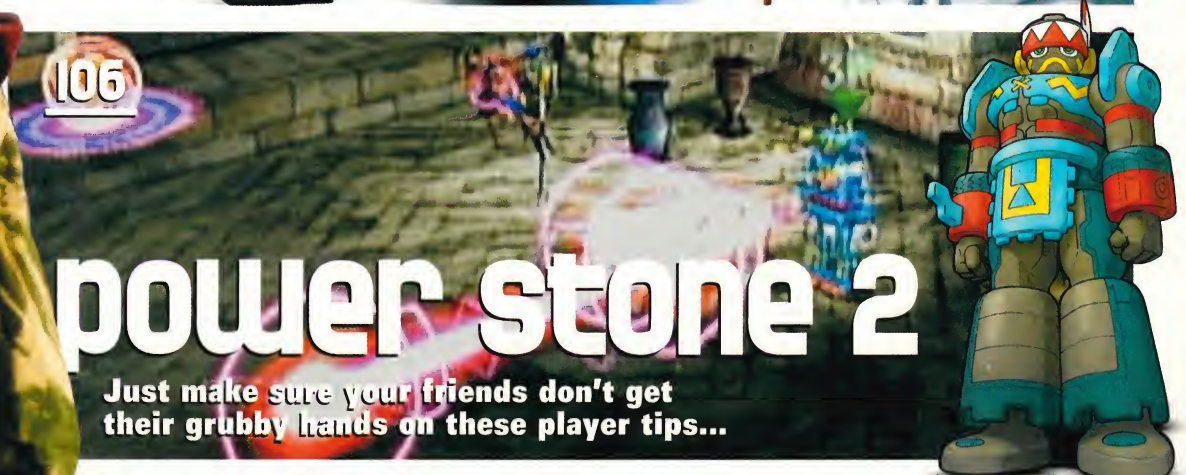 106
power stone 2
Just make sure your friends don't get
their grubby hands on these player tips...